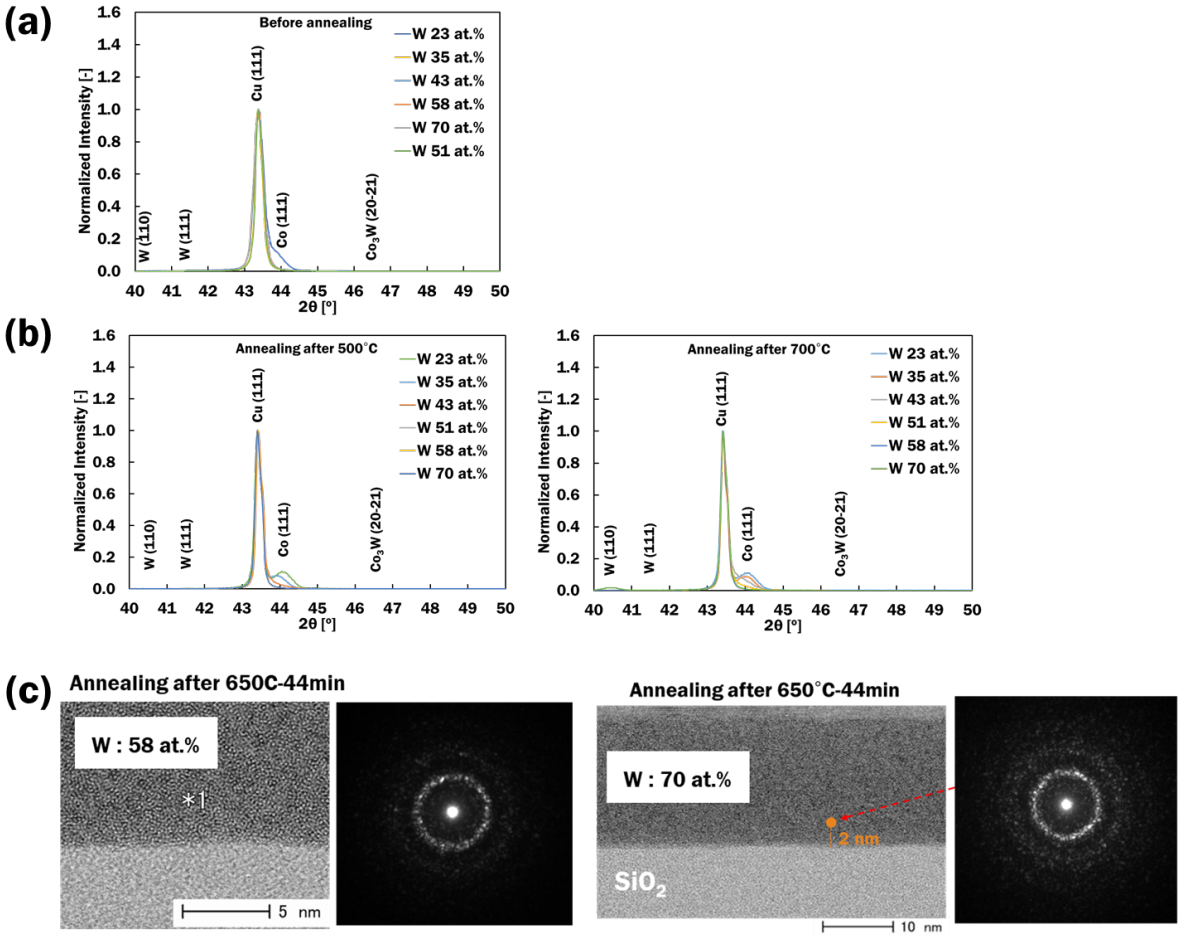 (a)
Before annealing
Normalized Intensity [-]
1.6
1.4
1.2
1.0
0.8
0.6
0.4
0.2
0.0
W (110)
W (111)
Cu (111)
Co (111)
Co3W (20-21)
W 23 at.%
W 35 at.%
W 43 at.%
W 58 at.%
W 70 at.%
W 51 at.%
40 41 42 43 44 45 46 47 48 49 50
2θ [°]
(b)
Annealing after 500°C
Normalized Intensity [-]
1.6
1.4
1.2
1.0
0.8
0.6
0.4
0.2
0.0
W (110)
W (111)
Cu (111)
Co (111)
Co3W (20-21)
W 23 at.%
W 35 at.%
W 43 at.%
W 51 at.%
W 58 at.%
W 70 at.%
40 41 42 43 44 45 46 47 48 49 50
2θ [°]
Annealing after 700°C
Normalized Intensity [-]
1.6
1.4
1.2
1.0
0.8
0.6
0.4
0.2
0.0
W (110)
W (111)
Cu (111)
Co (111)
Co3W (20-21)
W 23 at.%
W 35 at.%
W 43 at.%
W 51 at.%
W 58 at.%
W 70 at.%
40 41 42 43 44 45 46 47 48 49 50
2θ [°]
(c)
Annealing after 650C-44min
W : 58 at.%
*1
5 nm
Annealing after 650°C-44min
W : 70 at.%
2 nm
SiO2
10 nm